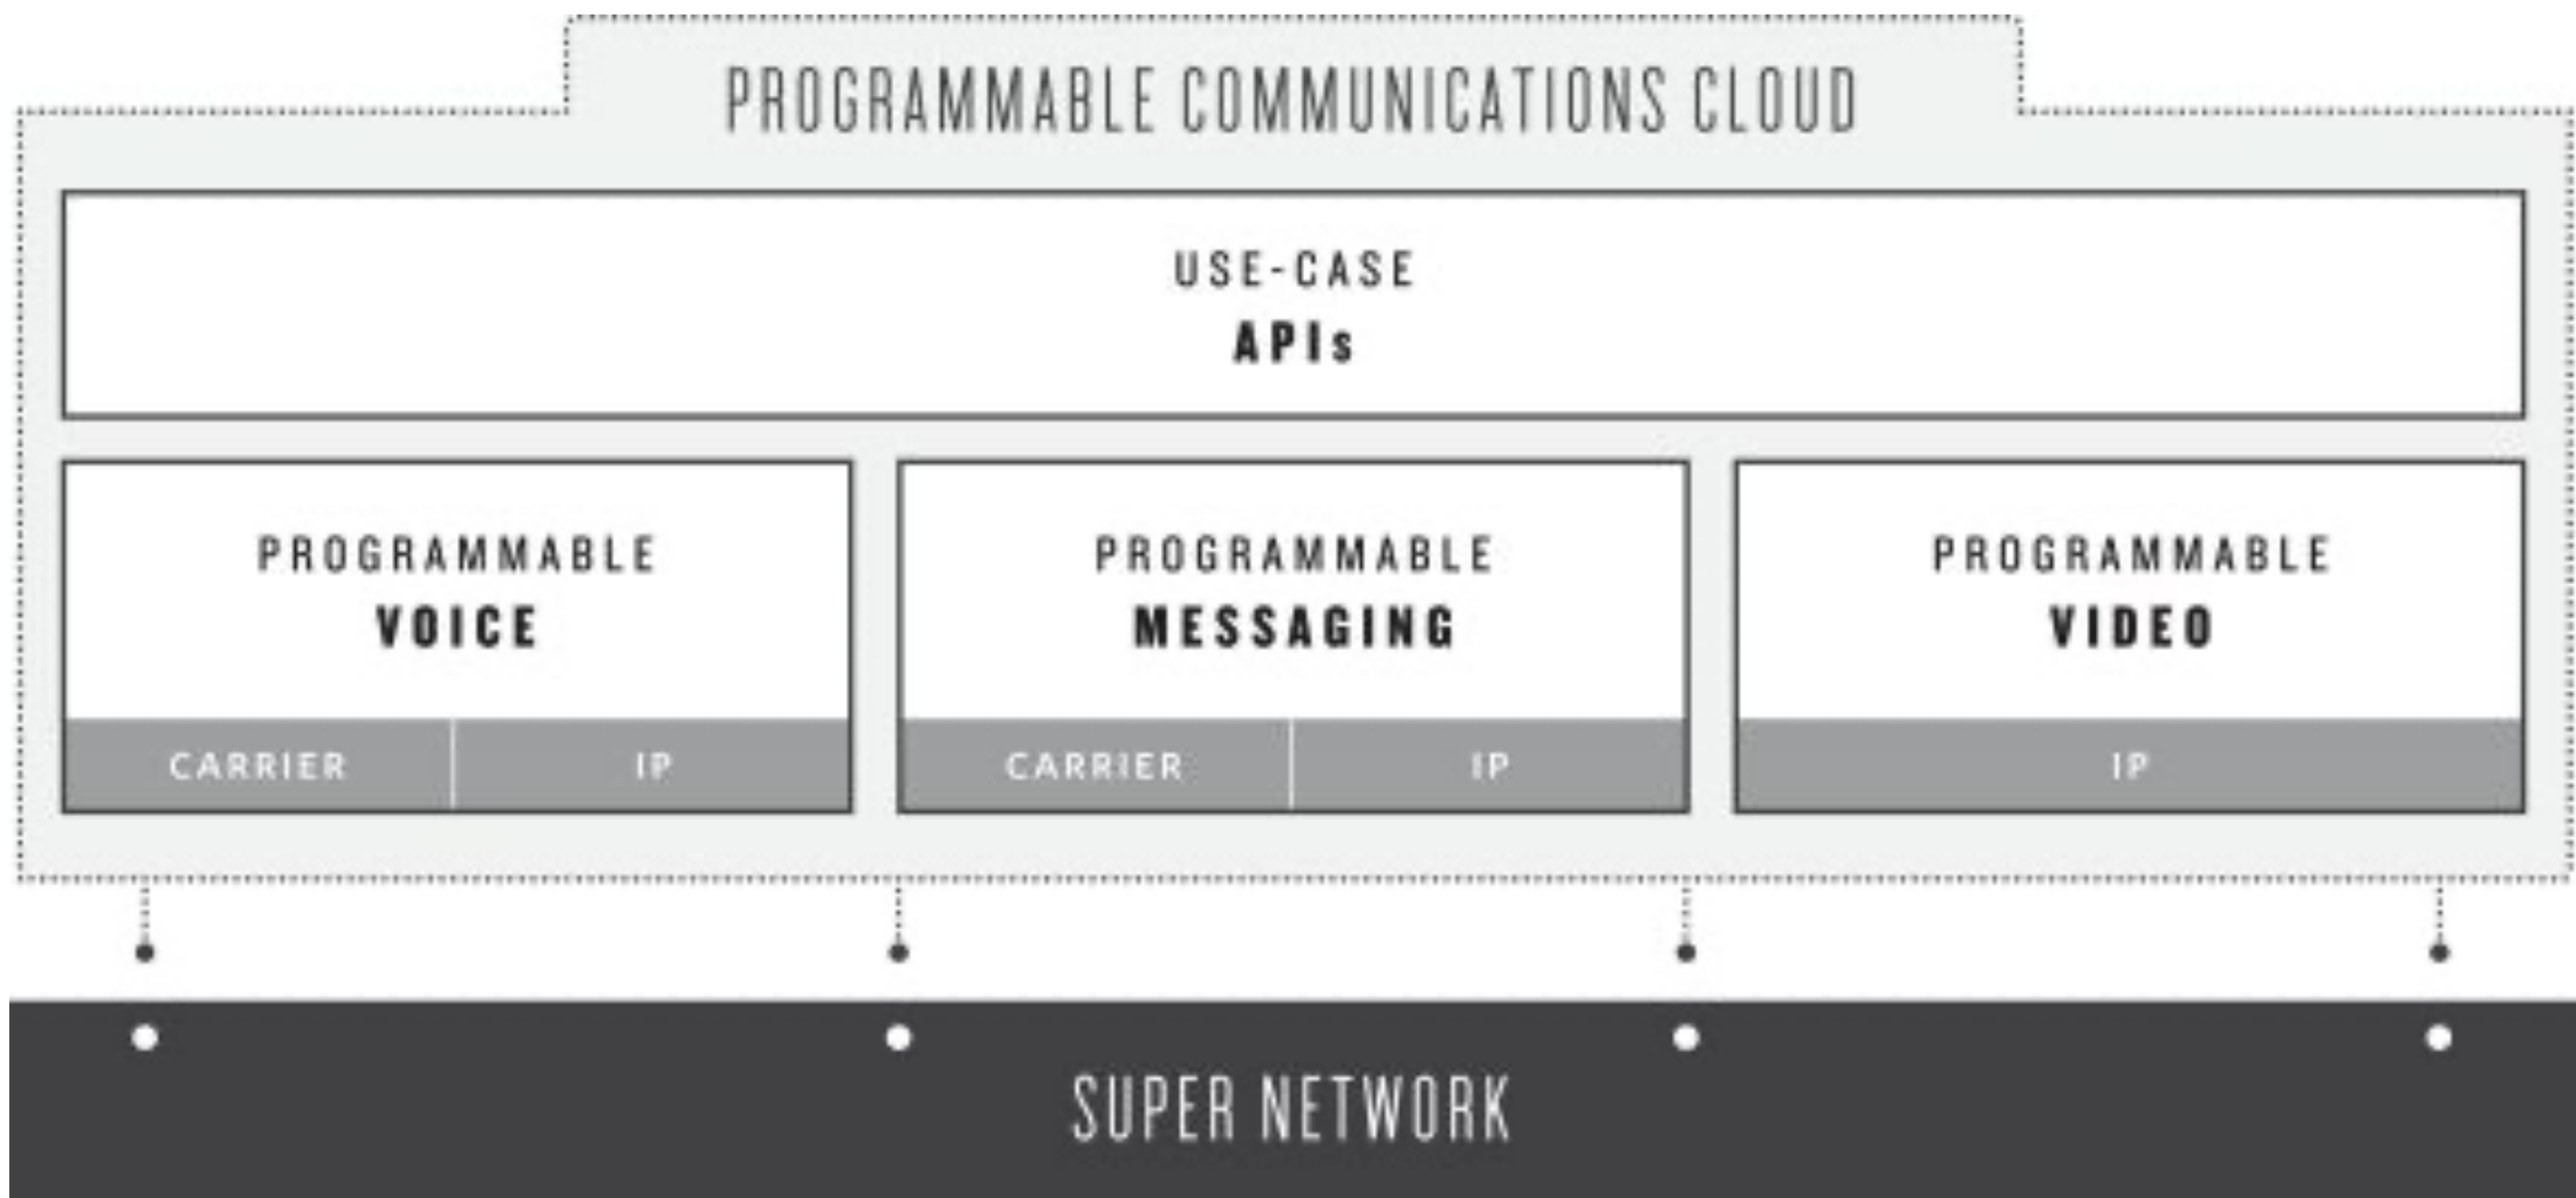 PROGRAMMABLE COMMUNICATIONS CLOUD
USE-CASE
APIs
PROGRAMMABLE
VOICE
CARRIER
IP
PROGRAMMABLE
MESSAGING
CARRIER
IP
PROGRAMMABLE
VIDEO
IP
SUPER NETWORK